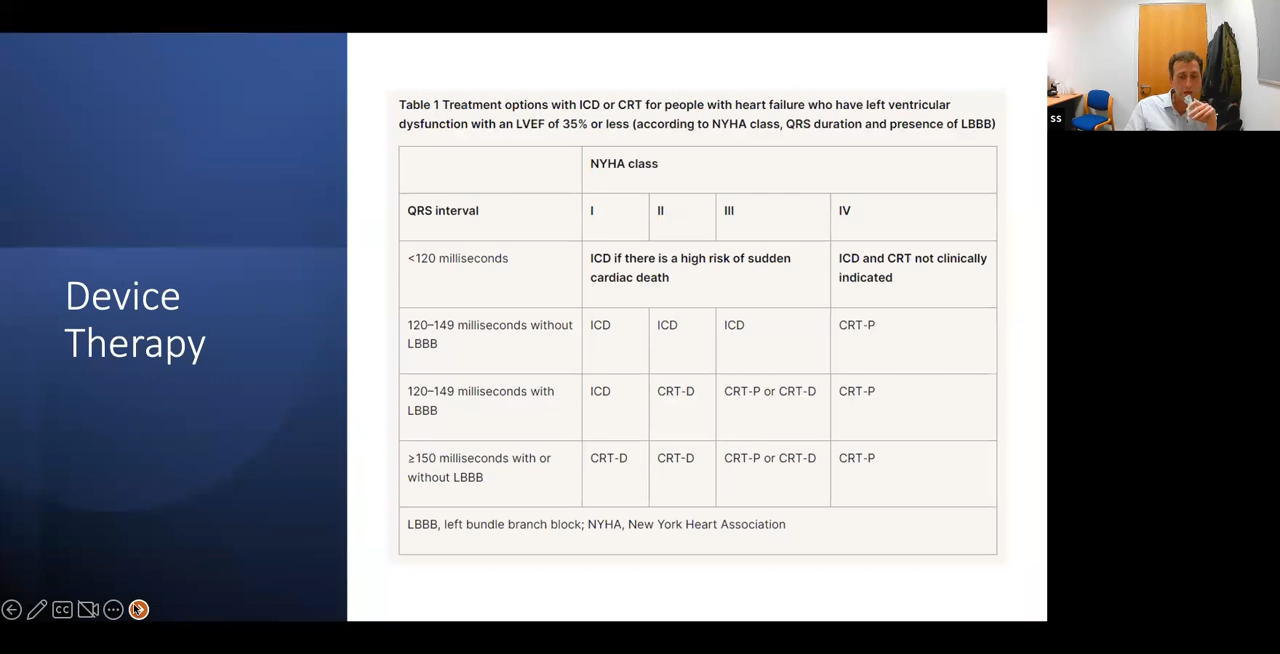 Device
Therapy
Table 1 Treatment options with ICD or CRT for people with heart failure who have left ventricular
dysfunction with an LVEF of 35% or less (according to NYHA class, QRS duration and presence of LBBB)
NYHA class
QRS interval I II III IV
<120 milliseconds ICD if there is a high risk of sudden ICD and CRT not clinically
cardiac death indicated
120–149 milliseconds without ICD ICD ICD CRT-P
LBBB
120–149 milliseconds with ICD CRT-D CRT-P or CRT-D CRT-P
LBBB
≥150 milliseconds with or CRT-D CRT-D CRT-P or CRT-D CRT-P
without LBBB
LBBB, left bundle branch block; NYHA, New York Heart Association
ss
CC